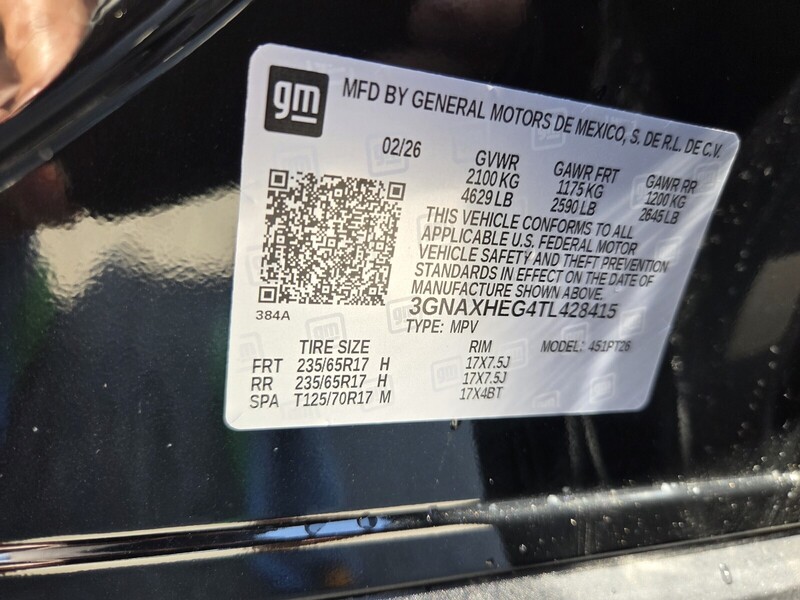 gm
MFD BY GENERAL MOTORS DE MEXICO, S. DE R.L. DE C.V.
02/26
GVWR GAWR FRT GAWR RR
2100 KG 1175 KG 1200 KG
4629 LB 2590 LB 2645 LB
THIS VEHICLE CONFORMS TO ALL
APPLICABLE U.S. FEDERAL MOTOR
VEHICLE SAFETY AND THEFT PREVENTION
STANDARDS IN EFFECT ON THE DATE OF
MANUFACTURE SHOWN ABOVE.
384A
3GNAXHEG4TL428415
TYPE: MPV
TIRE SIZE RIM MODEL: 451PT26
FRT 235/65R17 H 17X7.5J
RR 235/65R17 H 17X7.5J
SPA T125/70R17 M 17X4BT